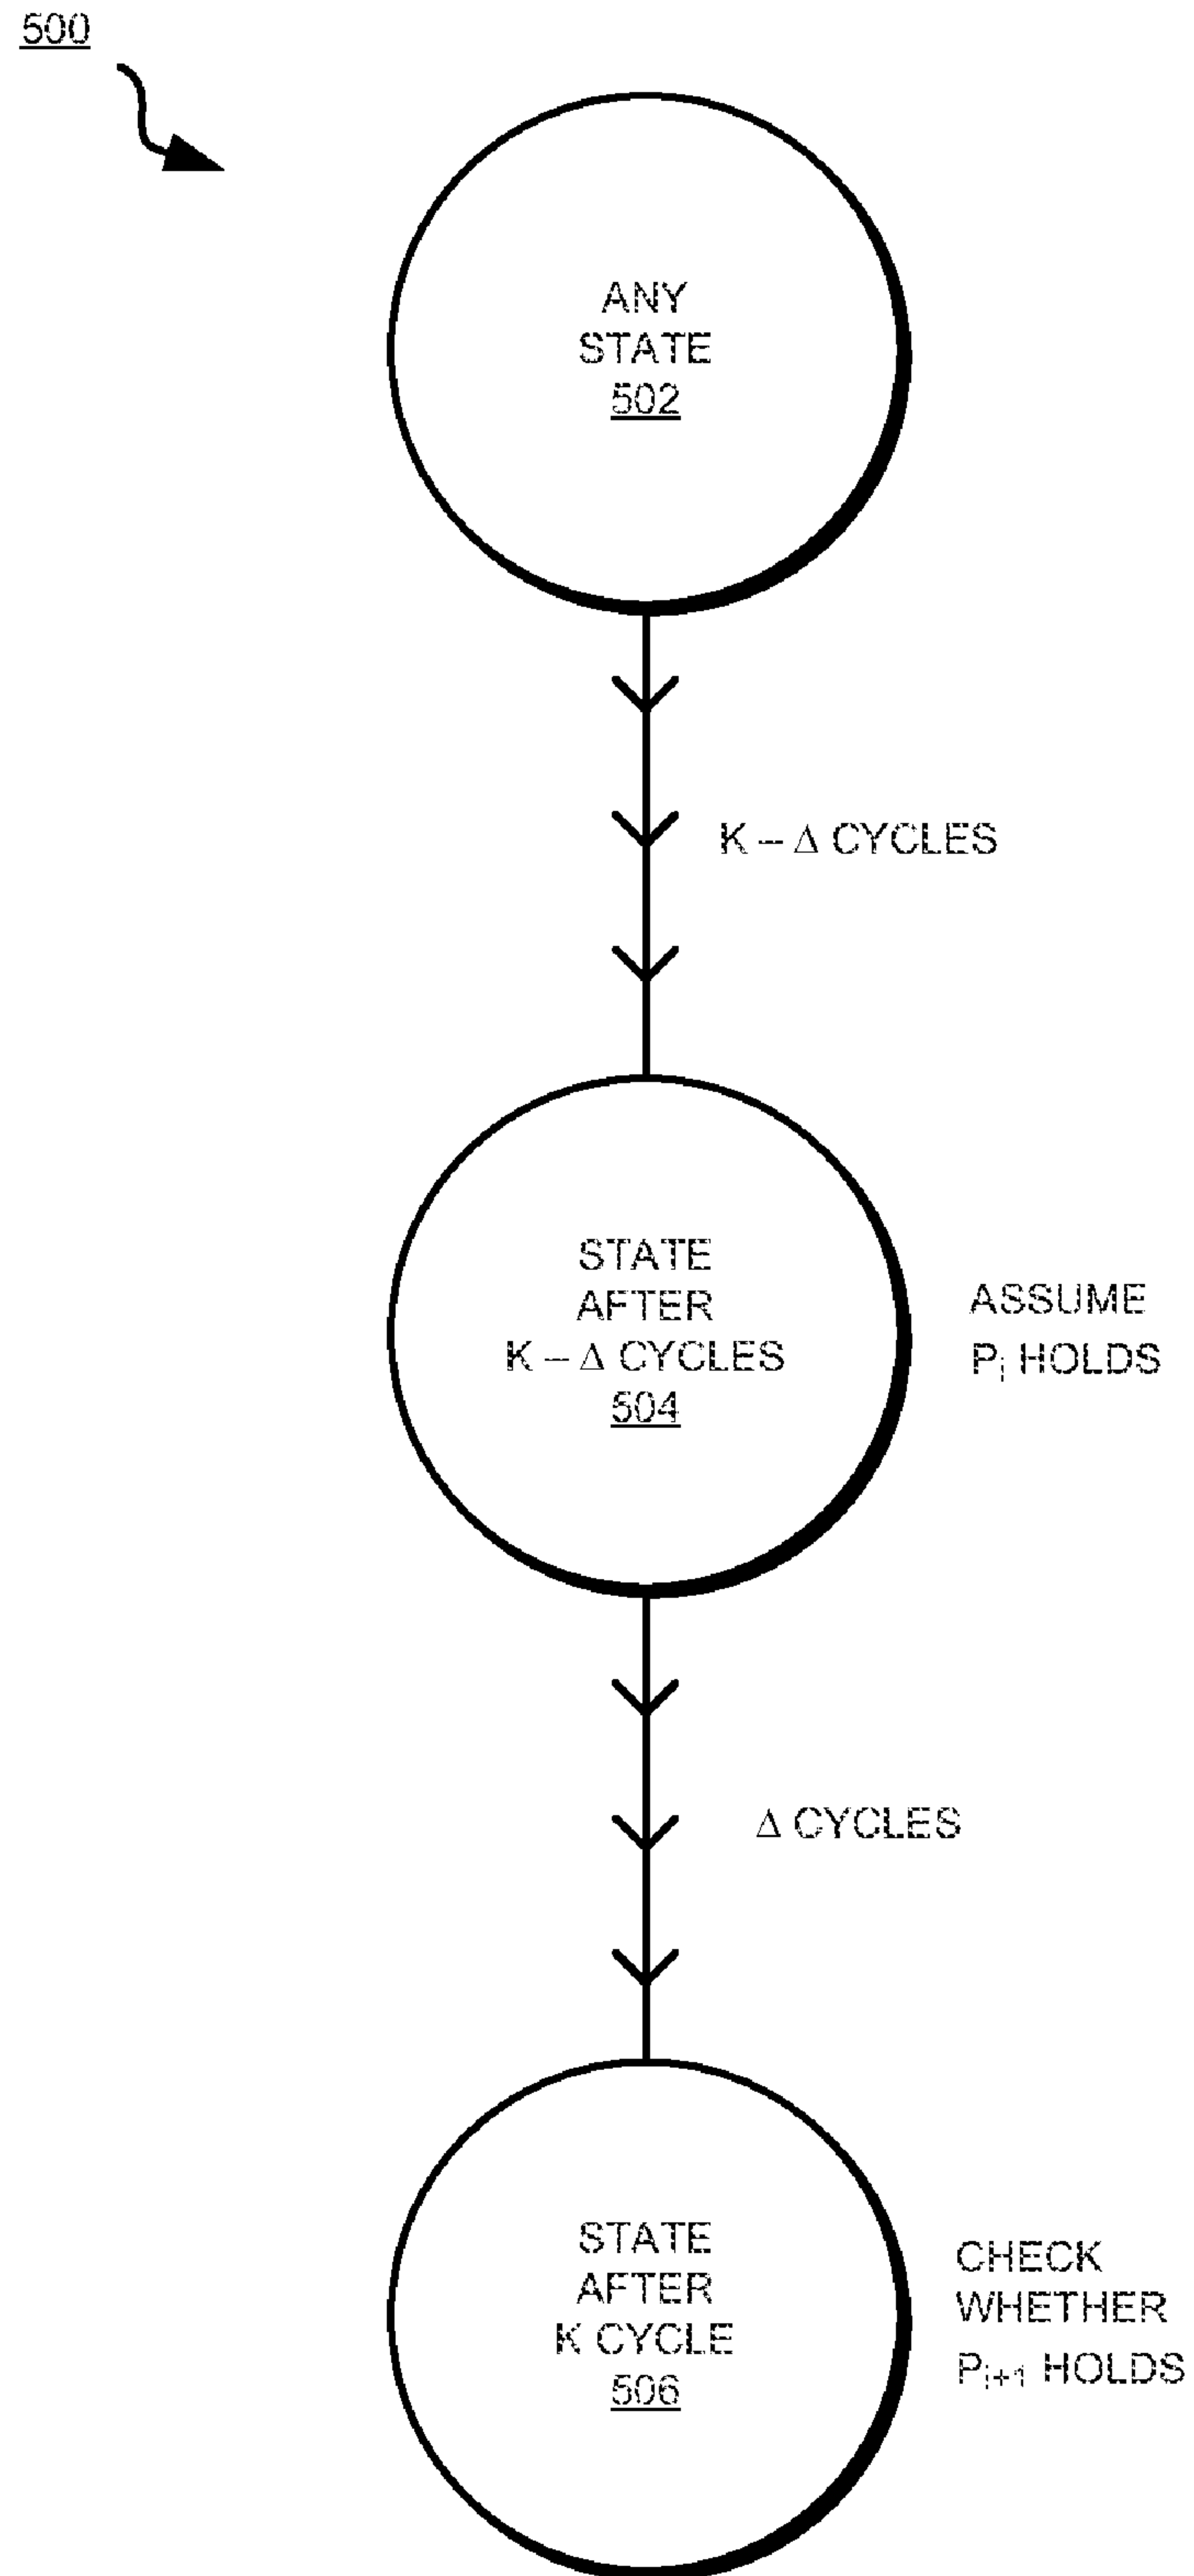 500
ANY
STATE
502
K – Δ CYCLES
STATE
AFTER
K – Δ CYCLES
504
ASSUME
Pi HOLDS
Δ CYCLES
STATE
AFTER
K CYCLE
506
CHECK
WHETHER
Pi+1 HOLDS